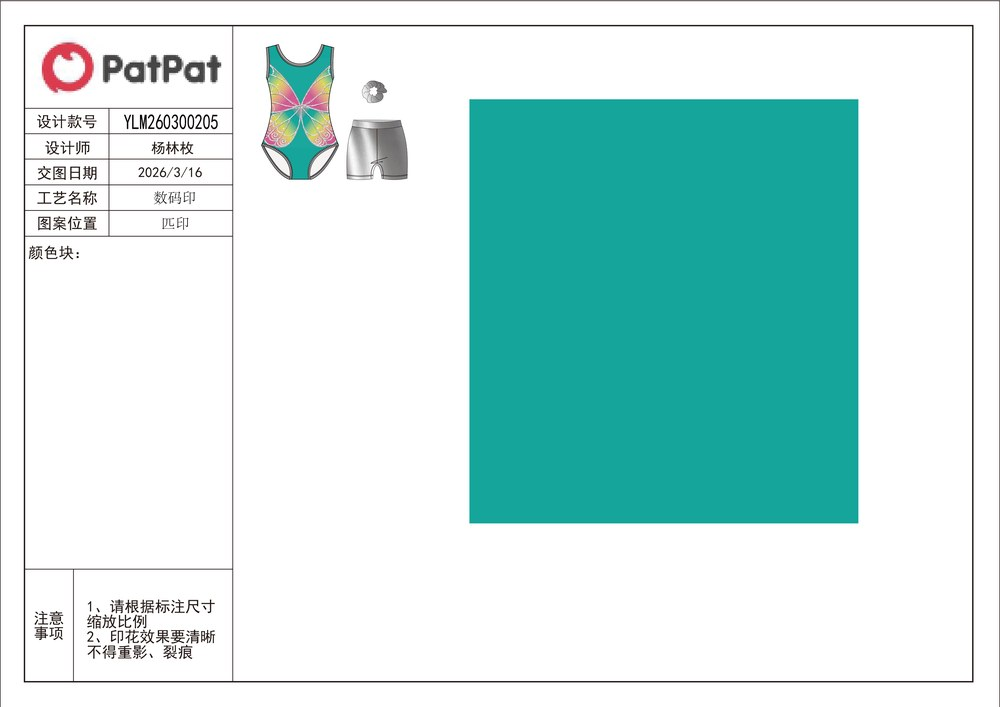 PatPat
设计款号 YLM260300205
设计师 杨林枚
交图日期 2026/3/16
工艺名称 数码印
图案位置 匹印
颜色块：
注意
事项
1、请根据标注尺寸
缩放比例
2、印花效果要清晰
不得重影、裂痕